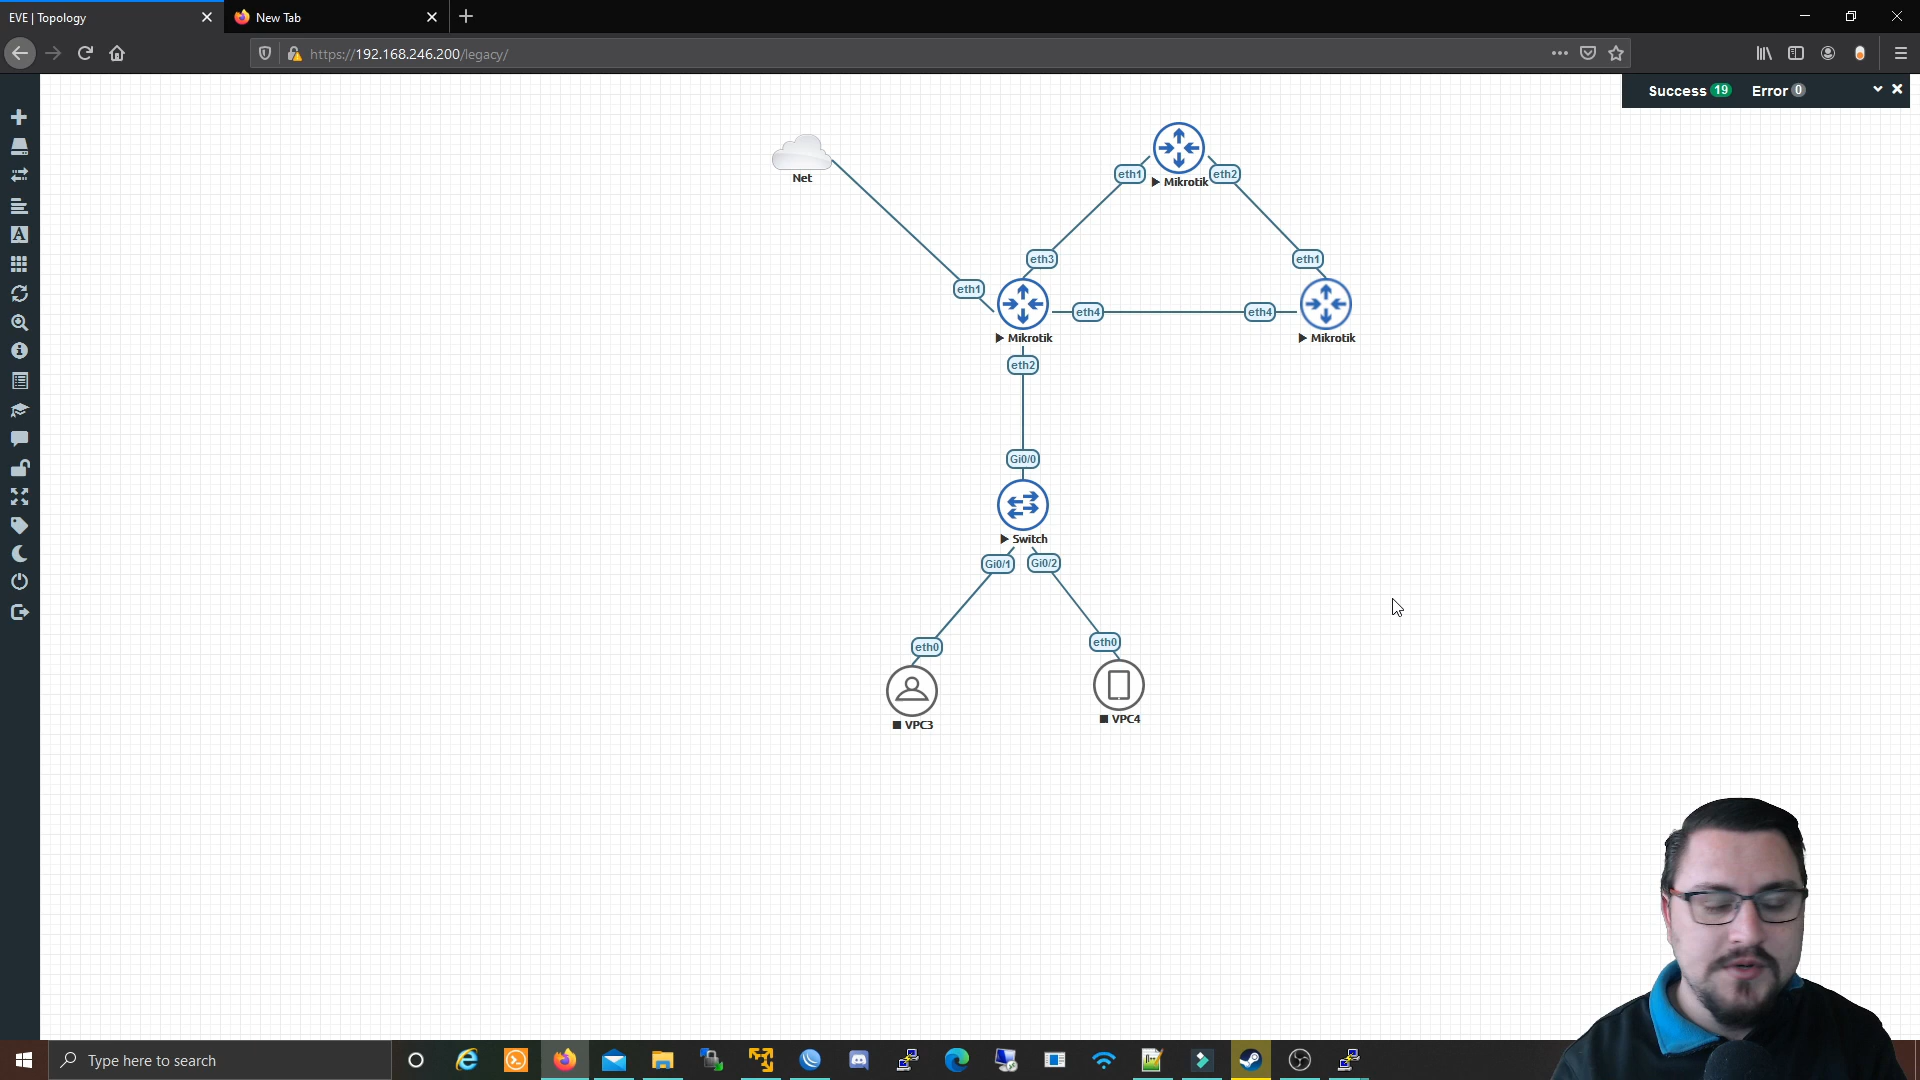 EVE | Topology
New Tab
https://192.168.246.200/legacy/
Success 19 Error 0
Net
eth1
Mikrotik
eth2
eth3
eth1
eth1
Mikrotik
eth4
eth4
Mikrotik
eth2
Gi0/0
Switch
Gi0/1
Gi0/2
eth0
eth0
VPC3
VPC4
Type here to search